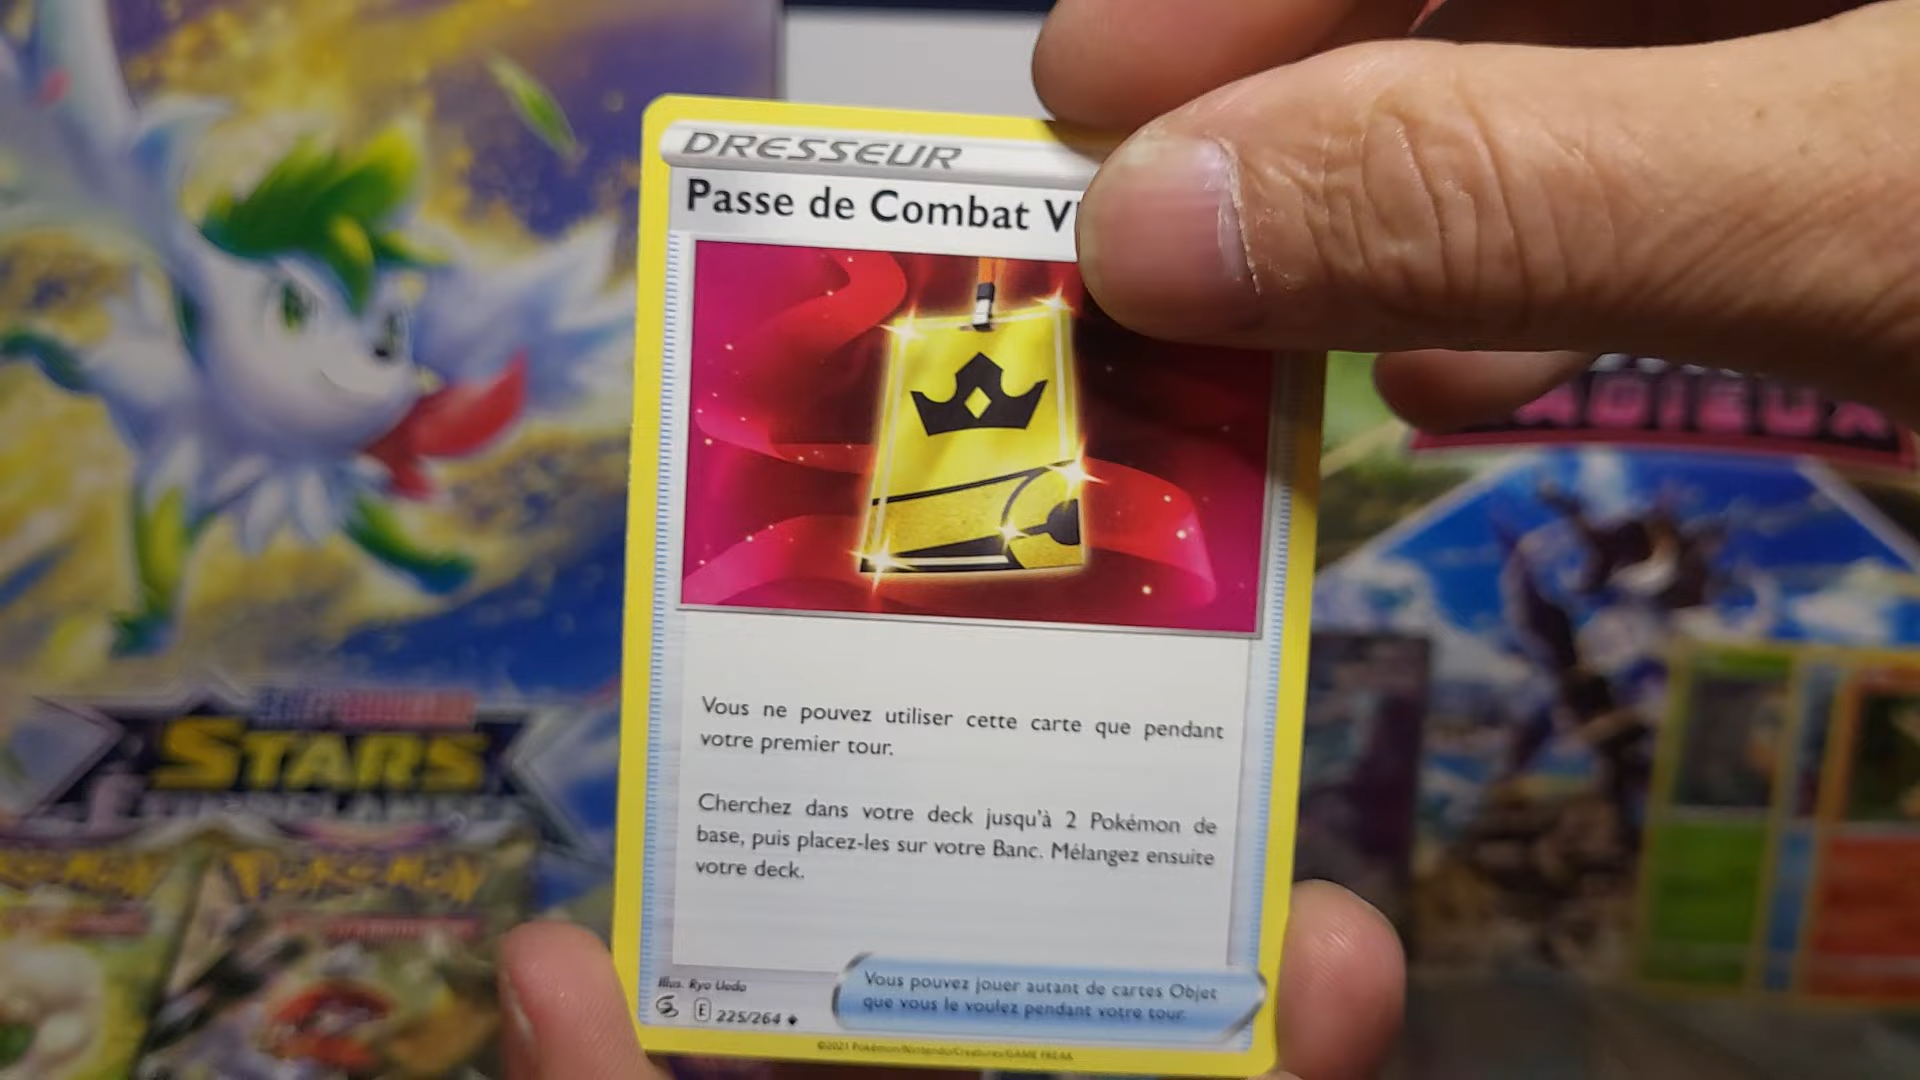 DRESSEUR
Passe de Combat V
Vous ne pouvez utiliser cette carte que pendant
votre premier tour.
Cherchez dans votre deck jusqu'à 2 Pokémon de
base, puis placez-les sur votre Banc. Mélangez ensuite
votre deck.
Illus. Ryo Ueda
Vous pouvez jouer autant de cartes Objet
que vous le voulez pendant votre tour.
E 225/264
©2021 Pokémon/Nintendo/Creatures/GAME FREAK
STARS
POKÉMON